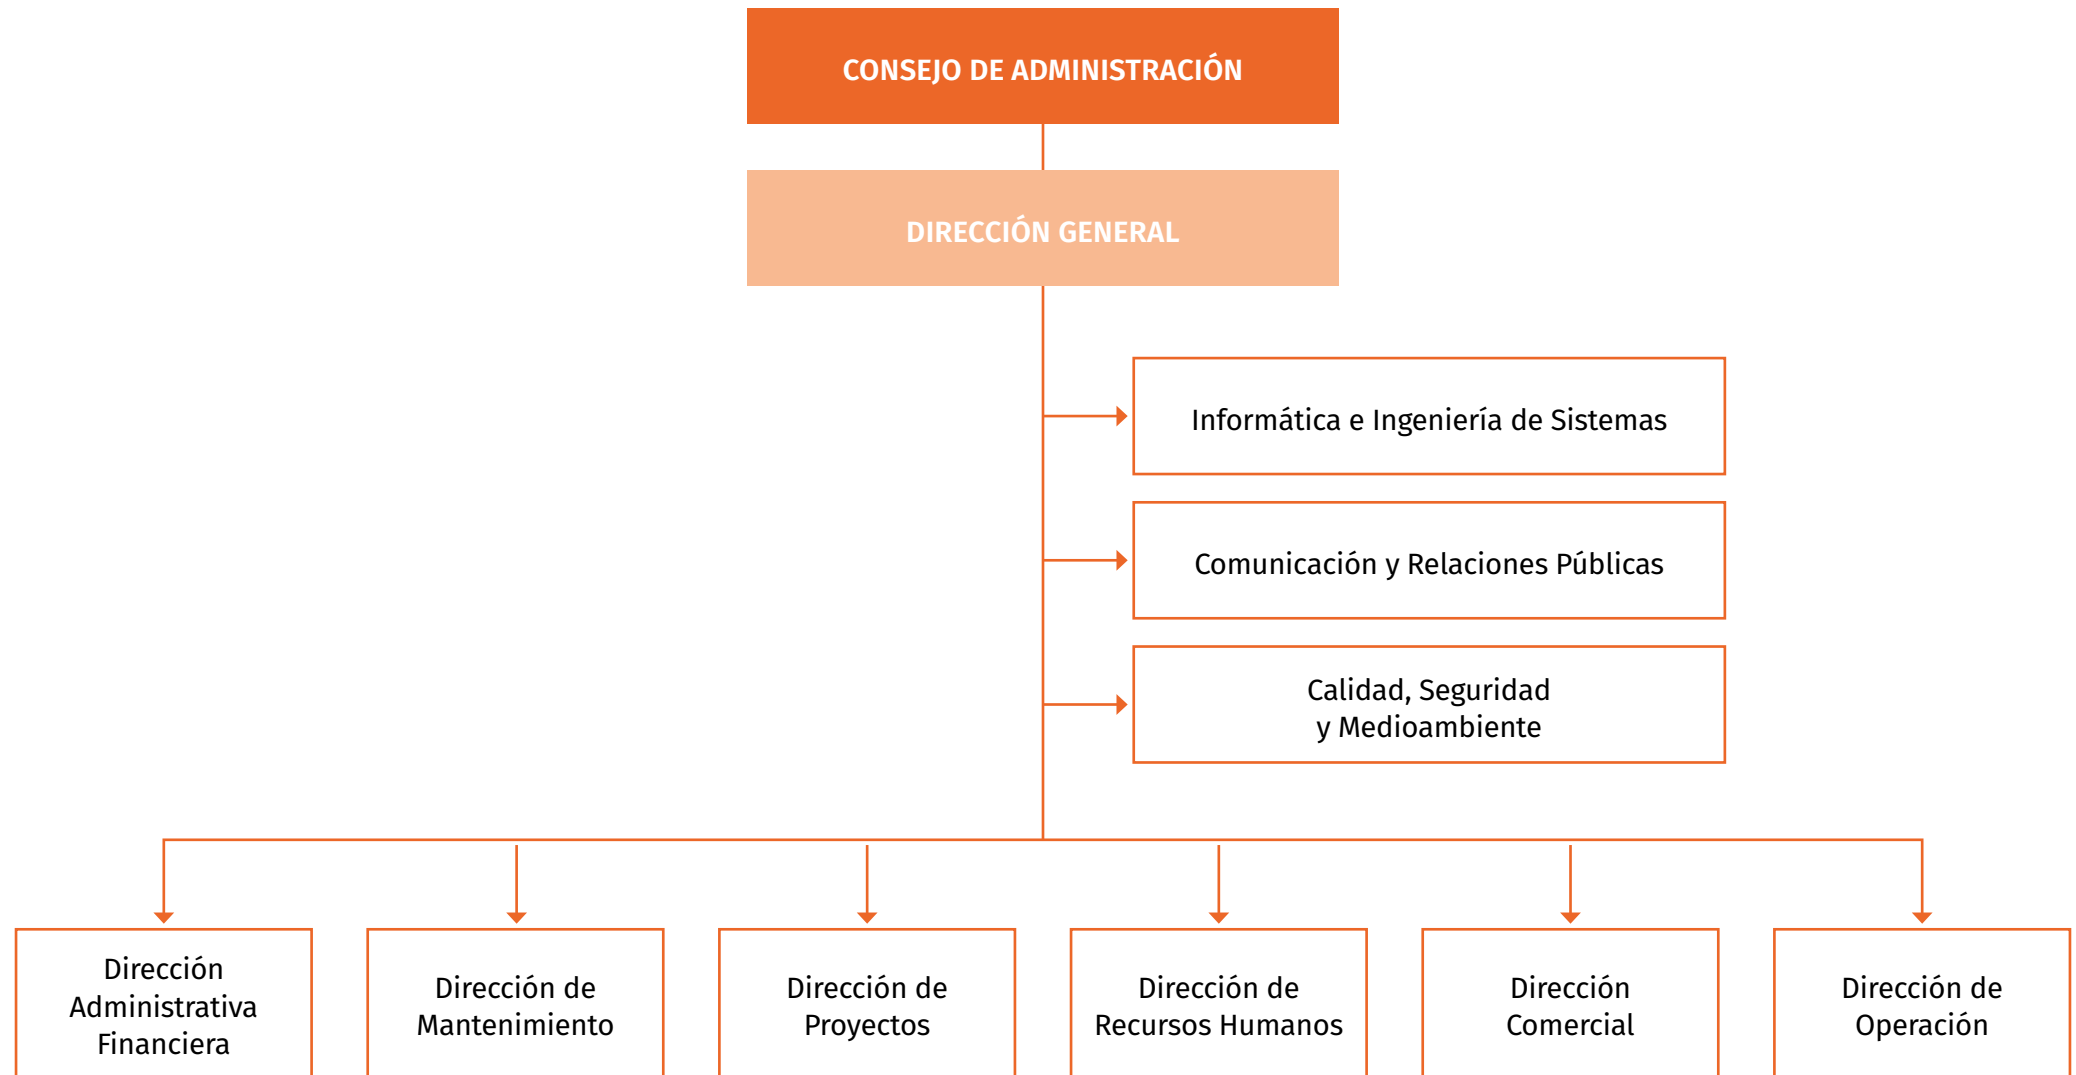 CONSEJO DE ADMINISTRACIÓN
DIRECCIÓN GENERAL
Informática e Ingeniería de Sistemas
Comunicación y Relaciones Públicas
Calidad, Seguridad
y Medioambiente
Dirección
Administrativa
Financiera
Dirección de
Mantenimiento
Dirección de
Proyectos
Dirección de
Recursos Humanos
Dirección
Comercial
Dirección de
Operación